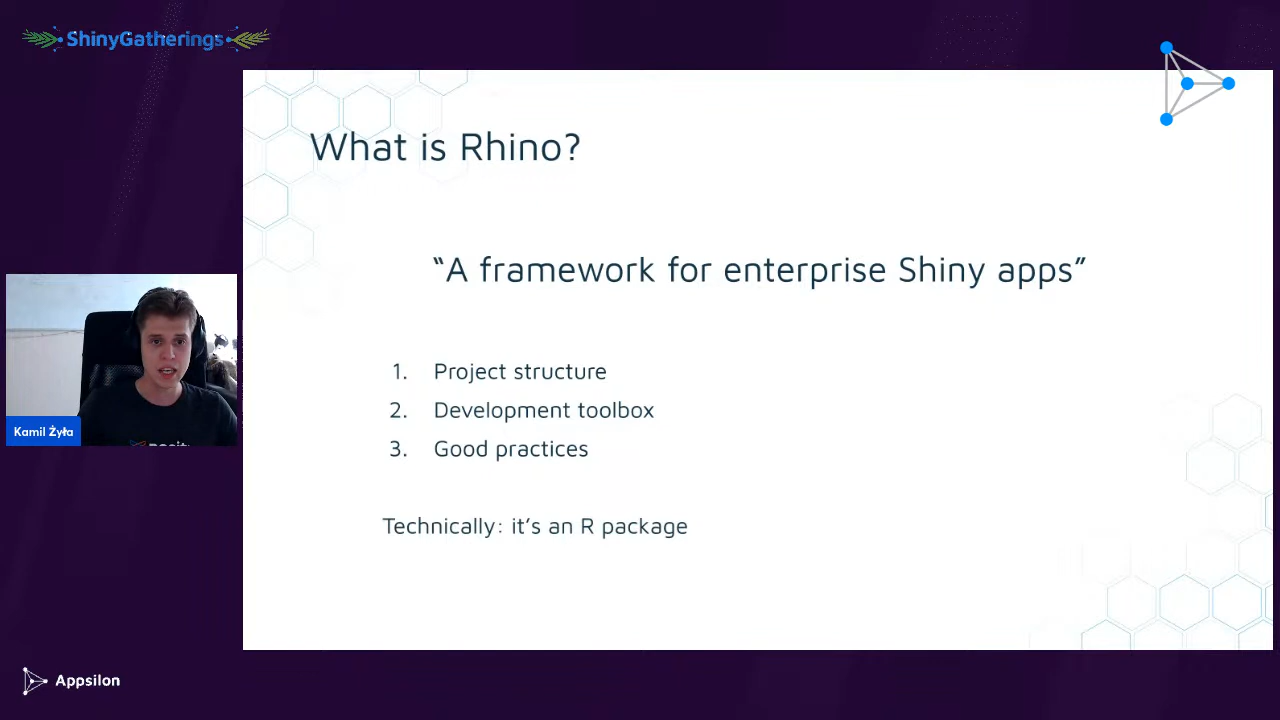 ShinyGatherings
What is Rhino?
“A framework for enterprise Shiny apps”
1. Project structure
2. Development toolbox
3. Good practices
Technically: it’s an R package
Kamil Żyła
Appsilon